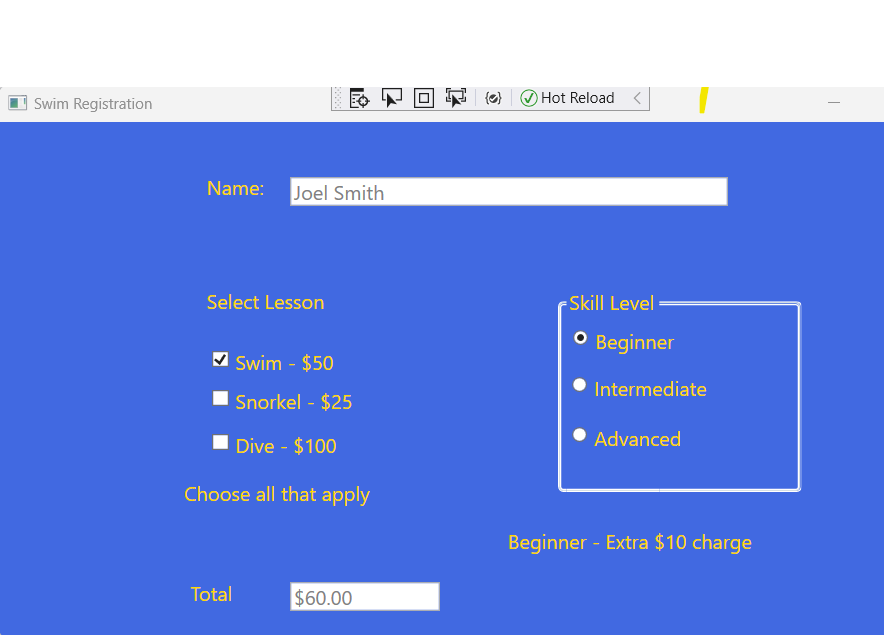 Swim Registration
Hot Reload
Name:
Joel Smith
Select Lesson
Swim - $50
Snorkel - $25
Dive - $100
Choose all that apply
Skill Level
Beginner
Intermediate
Advanced
Beginner - Extra $10 charge
Total
$60.00